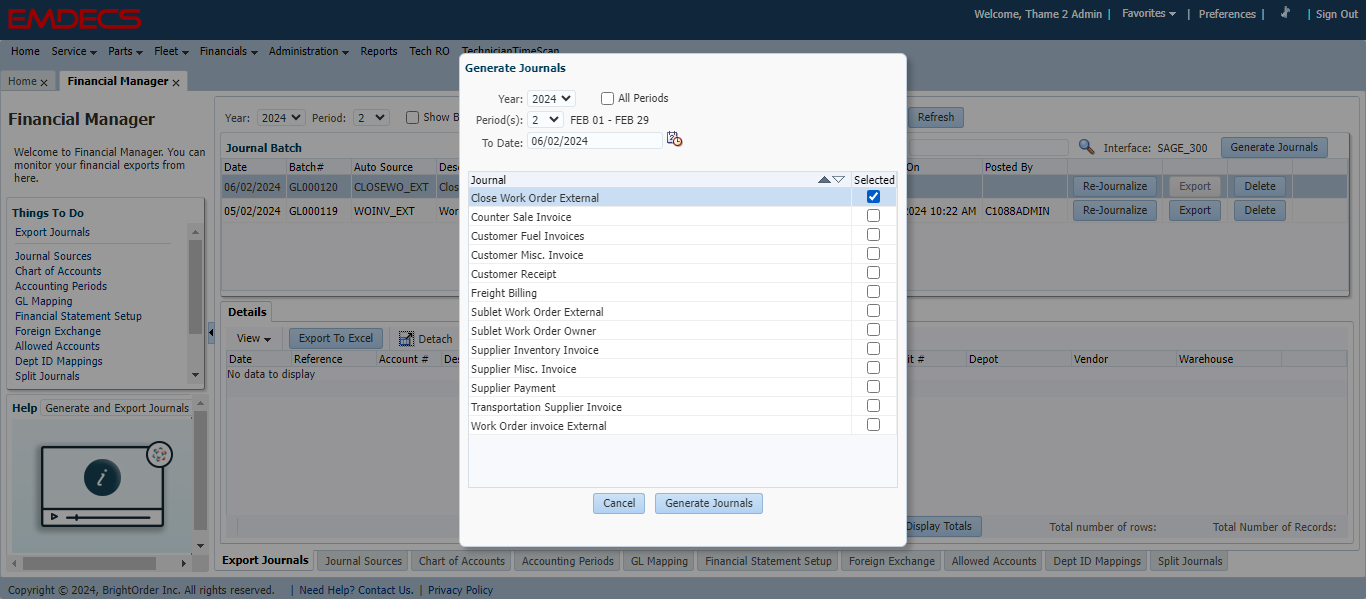 EMDECS
Welcome, Thame 2 Admin | Favorites | Preferences | | Sign Out
Home Service Parts Fleet Financials Administration Reports Tech RO TechnicianTimeScan
Home x Financial Manager x
Financial Manager
Welcome to Financial Manager. You can
monitor your financial exports from
here.
Things To Do
Export Journals
Journal Sources
Chart of Accounts
Accounting Periods
GL Mapping
Financial Statement Setup
Foreign Exchange
Allowed Accounts
Dept ID Mappings
Split Journals
Help Generate and Export Journals
i
Year: 2024 Period: 2 Show B
Refresh
Journal Batch
Interface: SAGE_300 Generate Journals
Date Batch# Auto Source Desc On Posted By
06/02/2024 GL000120 CLOSEWO_EXT Clos Re-Journalize Export Delete
05/02/2024 GL000119 WOINV_EXT Wor 2024 10:22 AM C1088ADMIN Re-Journalize Export Delete
Details
View Export To Excel Detach
Date Reference Account # Des it # Depot Vendor Warehouse
No data to display
Display Totals Total number of rows: Total Number of Records:
Generate Journals
Year: 2024 All Periods
Period(s): 2 FEB 01 - FEB 29
To Date: 06/02/2024
Journal Selected
Close Work Order External
Counter Sale Invoice
Customer Fuel Invoices
Customer Misc. Invoice
Customer Receipt
Freight Billing
Sublet Work Order External
Sublet Work Order Owner
Supplier Inventory Invoice
Supplier Misc. Invoice
Supplier Payment
Transportation Supplier Invoice
Work Order invoice External
Cancel Generate Journals
Export Journals Journal Sources Chart of Accounts Accounting Periods GL Mapping Financial Statement Setup Foreign Exchange Allowed Accounts Dept ID Mappings Split Journals
Copyright © 2024, BrightOrder Inc. All rights reserved. | Need Help? Contact Us. | Privacy Policy